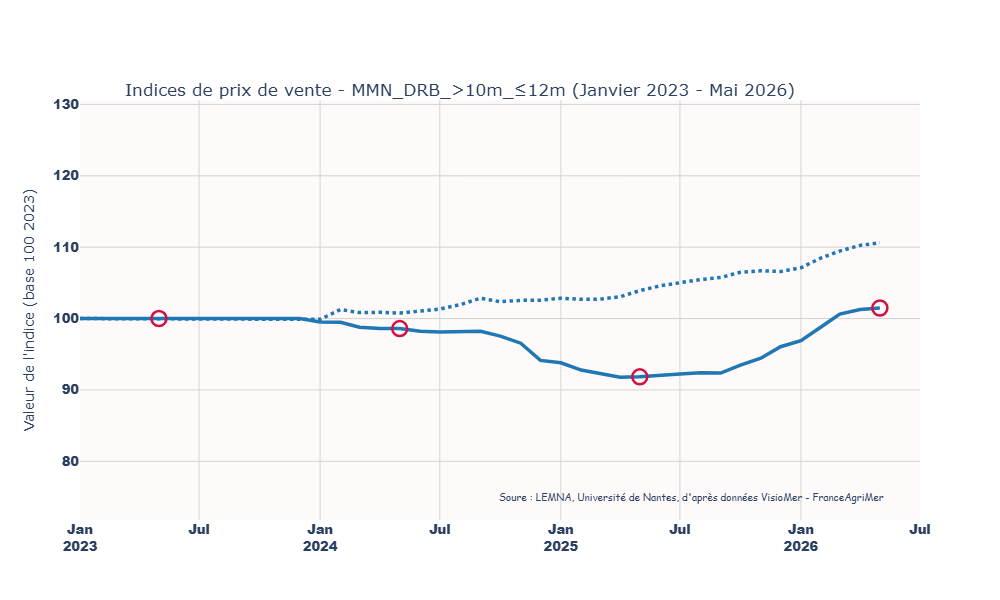 Indices de prix de vente - MMN_DRB_>10m_≤12m (Janvier 2023 - Mai 2026)
Valeur de l'indice (base 100 2023)
130
120
110
100
90
80
Soure : LEMNA, Université de Nantes, d'après données VisioMer - FranceAgriMer
Jan Jul Jan Jul Jan Jul Jan Jul
2023 2024 2025 2026